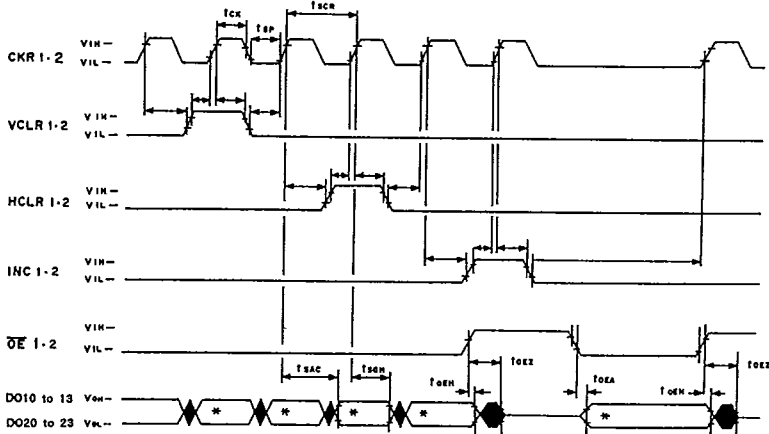 tCK tSP tSCR
CKR 1-2 VIH VIL
VCLR 1-2 VIH VIL
HCLR 1-2 VIH VIL
INC 1-2 VIH VIL
OE 1-2 VIH VIL
tOEZ tOEZ
tSAC tSOH tOEH tOEA tOEH
DO10 to 13 VOH
DO20 to 23 VOL
* * * * *